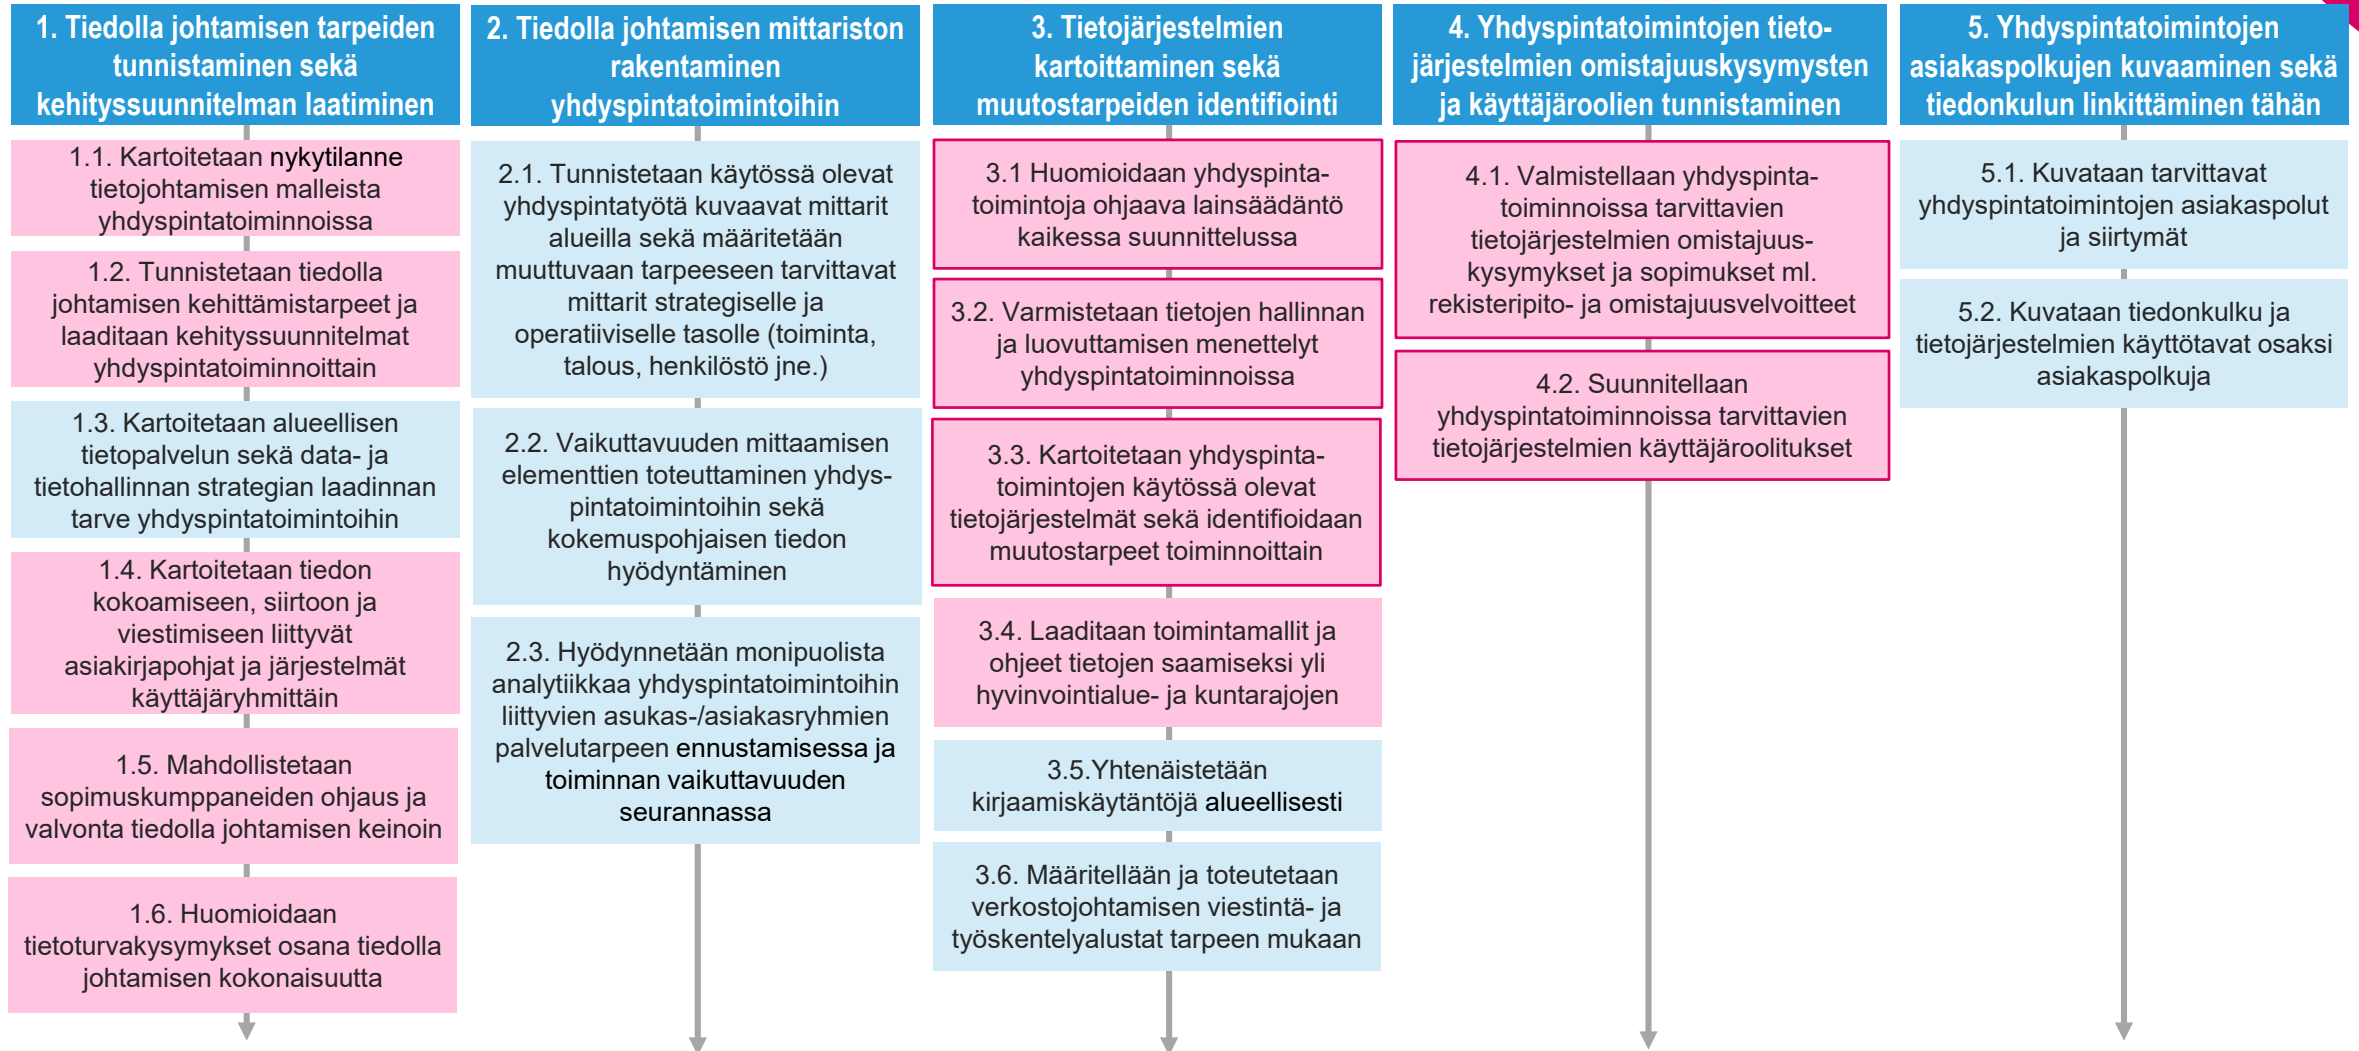 1. Tiedolla johtamisen tarpeiden
tunnistaminen sekä
kehityssuunnitelman laatiminen
1.1. Kartoitetaan nykytilanne
tietojohtamisen malleista
yhdyspintatoiminnoissa
1.2. Tunnistetaan tiedolla
johtamisen kehittämistarpeet ja
laaditaan kehityssuunnitelmat
yhdyspintatoiminnoittain
1.3. Kartoitetaan alueellisen
tietopalvelun sekä data- ja
tietohallinnan strategian laadinnan
tarve yhdyspintatoimintoihin
1.4. Kartoitetaan tiedon
kokoamiseen, siirtoon ja
viestimiseen liittyvät
asiakirjapohjat ja järjestelmät
käyttäjäryhmittäin
1.5. Mahdollistetaan
sopimuskumppaneiden ohjaus ja
valvonta tiedolla johtamisen keinoin
1.6. Huomioidaan
tietoturvakysymykset osana tiedolla
johtamisen kokonaisuutta
2. Tiedolla johtamisen mittariston
rakentaminen
yhdyspintatoimintoihin
2.1. Tunnistetaan käytössä olevat
yhdyspintatyötä kuvaavat mittarit
alueilla sekä määritetään
muuttuvaan tarpeeseen tarvittavat
mittarit strategiselle ja
operatiiviselle tasolle (toiminta,
talous, henkilöstö jne.)
2.2. Vaikuttavuuden mittaamisen
elementtien toteuttaminen yhdys-
pintatoimintoihin sekä
kokemuspohjaisen tiedon
hyödyntäminen
2.3. Hyödynnetään monipuolista
analytiikkaa yhdyspintatoimintoihin
liittyvien asukas-/asiakasryhmien
palvelutarpeen ennustamisessa ja
toiminnan vaikuttavuuden
seurannassa
3. Tietojärjestelmien
kartoittaminen sekä
muutostarpeiden identifiointi
3.1 Huomioidaan yhdyspinta-
toimintoja ohjaava lainsäädäntö
kaikessa suunnittelussa
3.2. Varmistetaan tietojen hallinnan
ja luovuttamisen menettelyt
yhdyspintatoiminnoissa
3.3. Kartoitetaan yhdyspinta-
toimintojen käytössä olevat
tietojärjestelmät sekä identifioidaan
muutostarpeet toiminnoittain
3.4. Laaditaan toimintamallit ja
ohjeet tietojen saamiseksi yli
hyvinvointialue- ja kuntarajojen
3.5.Yhtenäistetään
kirjaamiskäytäntöjä alueellisesti
3.6. Määritellään ja toteutetaan
verkostojohtamisen viestintä- ja
työskentelyalustat tarpeen mukaan
4. Yhdyspintatoimintojen tieto-
järjestelmien omistajuuskysymysten
ja käyttäjäroolien tunnistaminen
4.1. Valmistellaan yhdyspinta-
toiminnoissa tarvittavien
tietojärjestelmien omistajuus-
kysymykset ja sopimukset ml.
rekisteripito- ja omistajuusvelvoitteet
4.2. Suunnitellaan
yhdyspintatoiminnoissa tarvittavien
tietojärjestelmien käyttäjäroolitukset
5. Yhdyspintatoimintojen
asiakaspolkujen kuvaaminen sekä
tiedonkulun linkittäminen tähän
5.1. Kuvataan tarvittavat
yhdyspintatoimintojen asiakaspolut
ja siirtymät
5.2. Kuvataan tiedonkulku ja
tietojärjestelmien käyttötavat osaksi
asiakaspolkuja